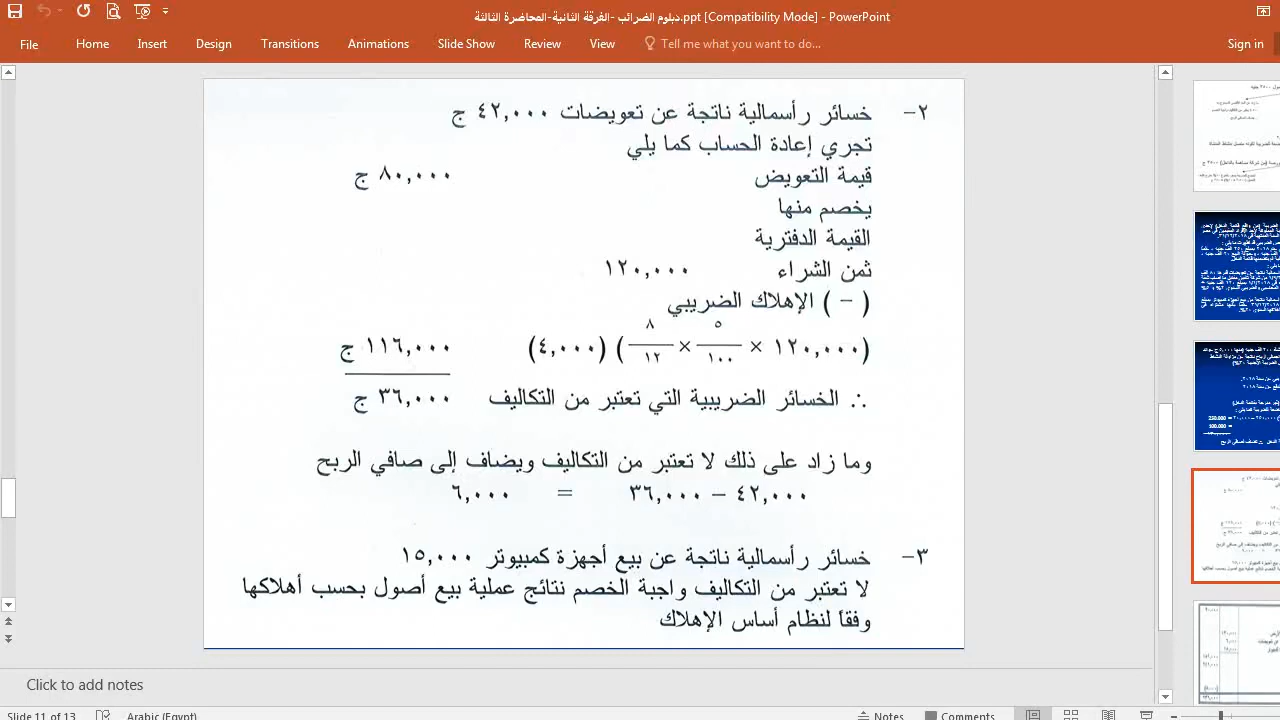 دبلوم الضرائب -الفرقة الثانية-المحاضرة الثالثة.ppt [Compatibility Mode] - PowerPoint
File Home Insert Design Transitions Animations Slide Show Review View Tell me what you want to do... Sign in
٢- خسائر رأسمالية ناتجة عن تعويضات ٤٢,٠٠٠ ج
تجري إعادة الحساب كما يلي
قيمة التعويض ٨٠,٠٠٠ ج
يخصم منها
القيمة الدفترية
ثمن الشراء ١٢٠,٠٠٠
( - ) الإهلاك الضريبي
(١٢٠,٠٠٠ × ٥/١٠٠ × ٨/١٢) (٤,٠٠٠) ١١٦,٠٠٠ ج
∴ الخسائر الضريبية التي تعتبر من التكاليف ٣٦,٠٠٠ ج
وما زاد على ذلك لا تعتبر من التكاليف ويضاف إلى صافي الربح
٤٢,٠٠٠ – ٣٦,٠٠٠ = ٦,٠٠٠
٣- خسائر رأسمالية ناتجة عن بيع أجهزة كمبيوتر ١٥,٠٠٠
لا تعتبر من التكاليف واجبة الخصم نتائج عملية بيع أصول بحسب أهلاكها
وفقاً لنظام أساس الإهلاك
Click to add notes
Slide 11 of 13 Arabic (Egypt) Notes Comments